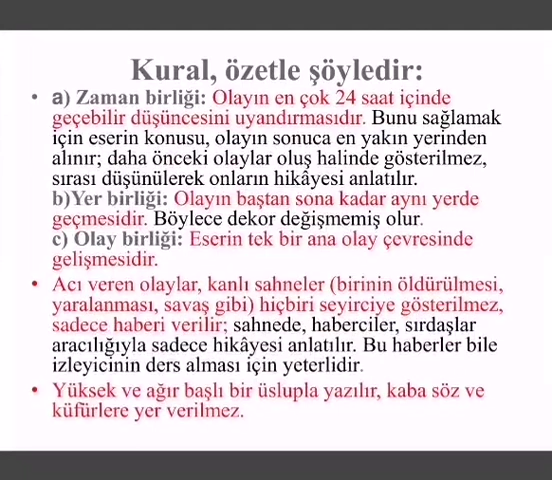 Kural, özetle şöyledir:
• a) Zaman birliği: Olayın en çok 24 saat içinde
geçebilir düşüncesini uyandırmasıdır. Bunu sağlamak
için eserin konusu, olayın sonuca en yakın yerinden
alınır; daha önceki olaylar oluş halinde gösterilmez,
sırası düşünülerek onların hikâyesi anlatılır.
b)Yer birliği: Olayın baştan sona kadar aynı yerde
geçmesidir. Böylece dekor değişmemiş olur.
c) Olay birliği: Eserin tek bir ana olay çevresinde
gelişmesidir.
• Acı veren olaylar, kanlı sahneler (birinin öldürülmesi,
yaralanması, savaş gibi) hiçbiri seyirciye gösterilmez,
sadece haberi verilir; sahnede, haberciler, sırdaşlar
aracılığıyla sadece hikâyesi anlatılır. Bu haberler bile
izleyicinin ders alması için yeterlidir.
• Yüksek ve ağır başlı bir üslupla yazılır, kaba söz ve
küfürlere yer verilmez.